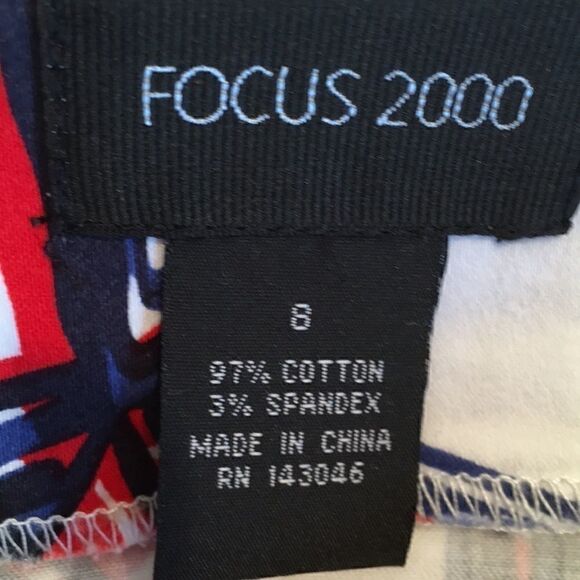 FOCUS 2000
8
97% COTTON
3% SPANDEX
MADE IN CHINA
RN 143046